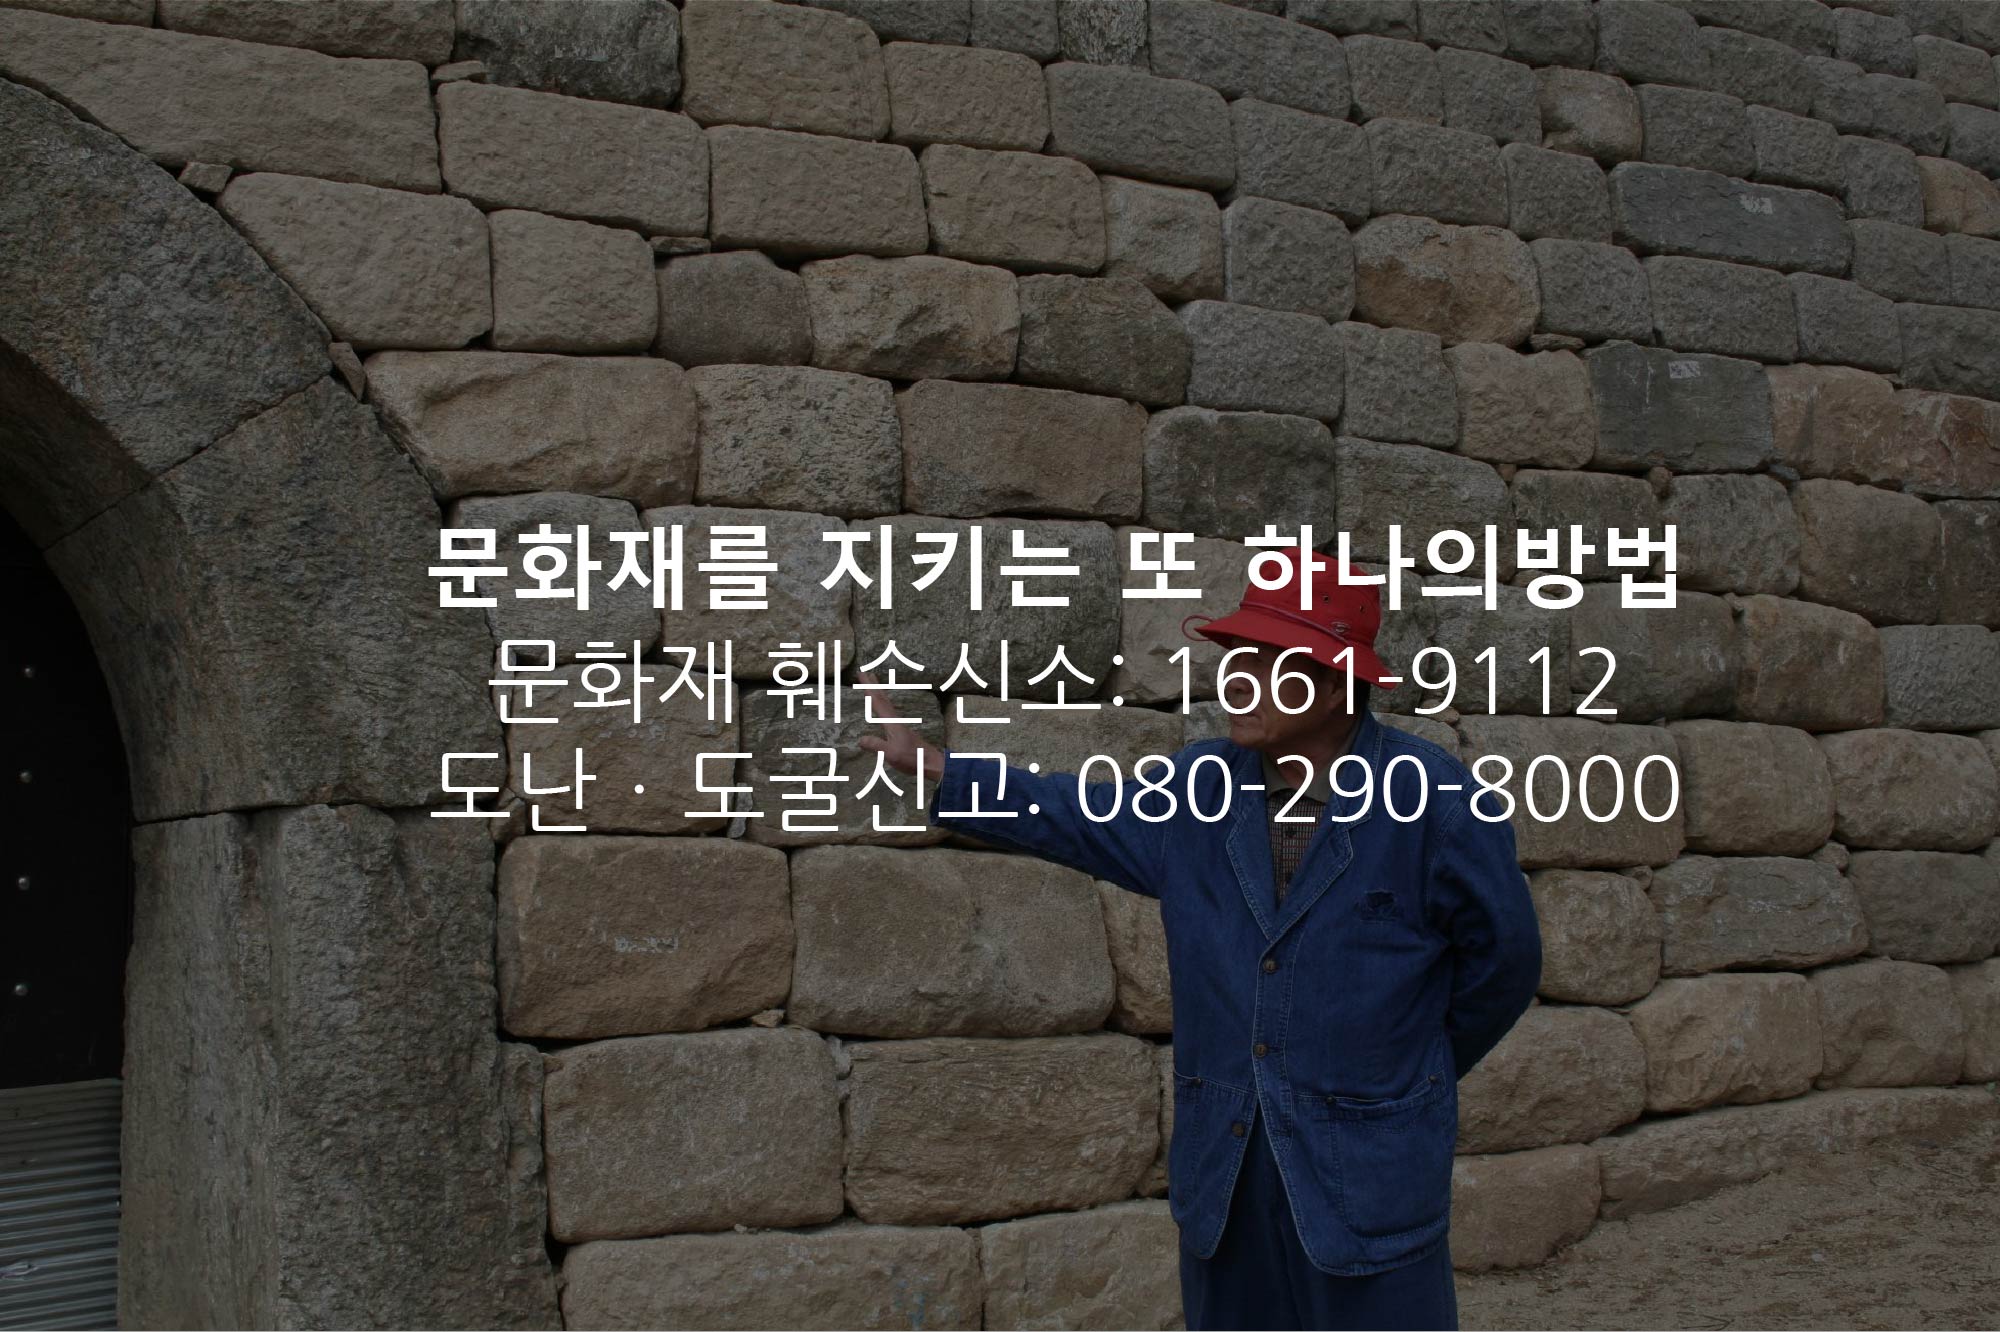 문화재를 지키는 또 하나의방법
문화재 훼손신소: 1661-9112
도난 · 도굴신고: 080-290-8000